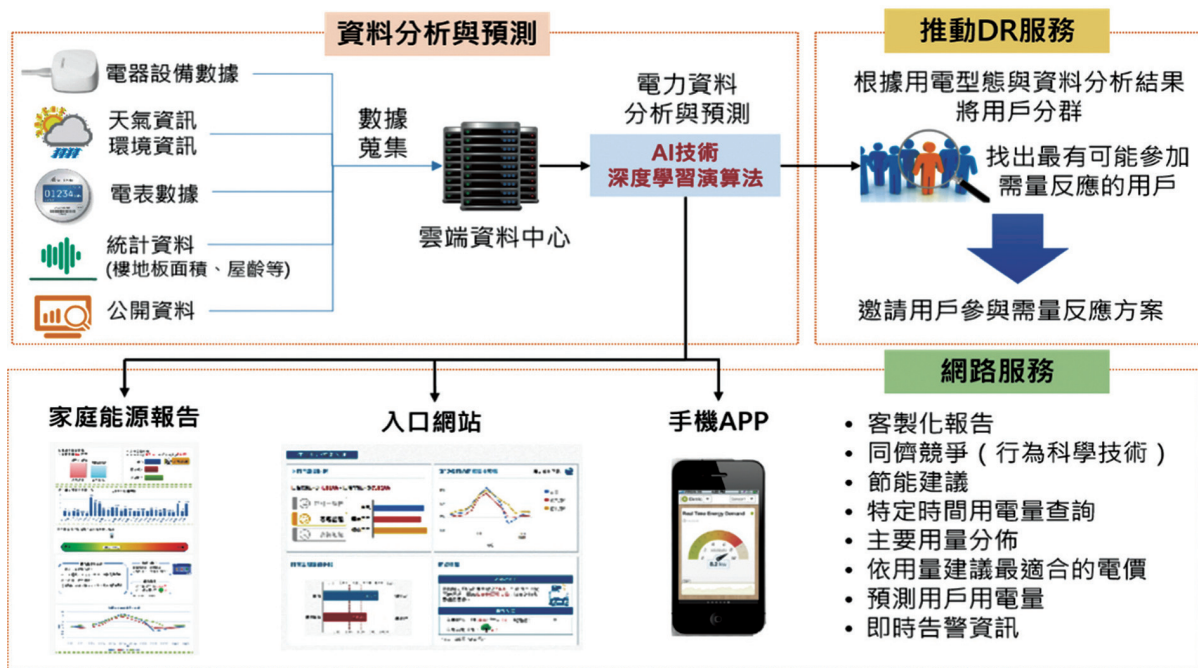 資料分析與預測
電器設備數據
天氣資訊
環境資訊
電表數據
統計資料
(樓地板面積、屋齡等)
公開資料
數據
蒐集
雲端資料中心
電力資料
分析與預測
AI技術
深度學習演算法
推動DR服務
根據用電型態與資料分析結果
將用戶分群
找出最有可能參加
需量反應的用戶
邀請用戶參與需量反應方案
網路服務
家庭能源報告
入口網站
手機APP
Real Time Energy Demand
• 客製化報告
• 同儕競爭（行為科學技術）
• 節能建議
• 特定時間用電量查詢
• 主要用量分佈
• 依用量建議最適合的電價
• 預測用戶用電量
• 即時告警資訊